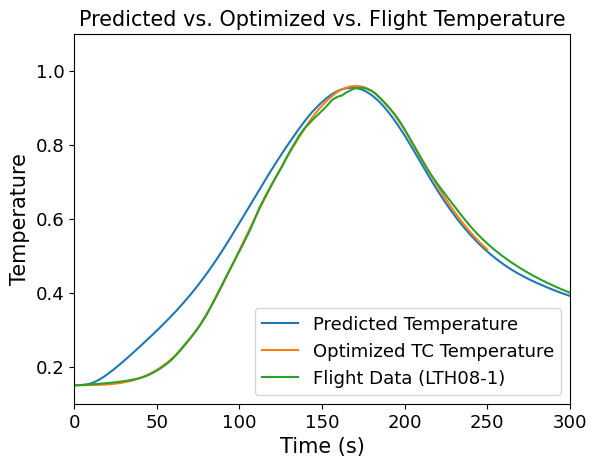 Predicted vs. Optimized vs. Flight Temperature
Temperature
1.0
0.8
0.6
0.4
0.2
Predicted Temperature
Optimized TC Temperature
Flight Data (LTH08-1)
0 50 100 150 200 250 300
Time (s)